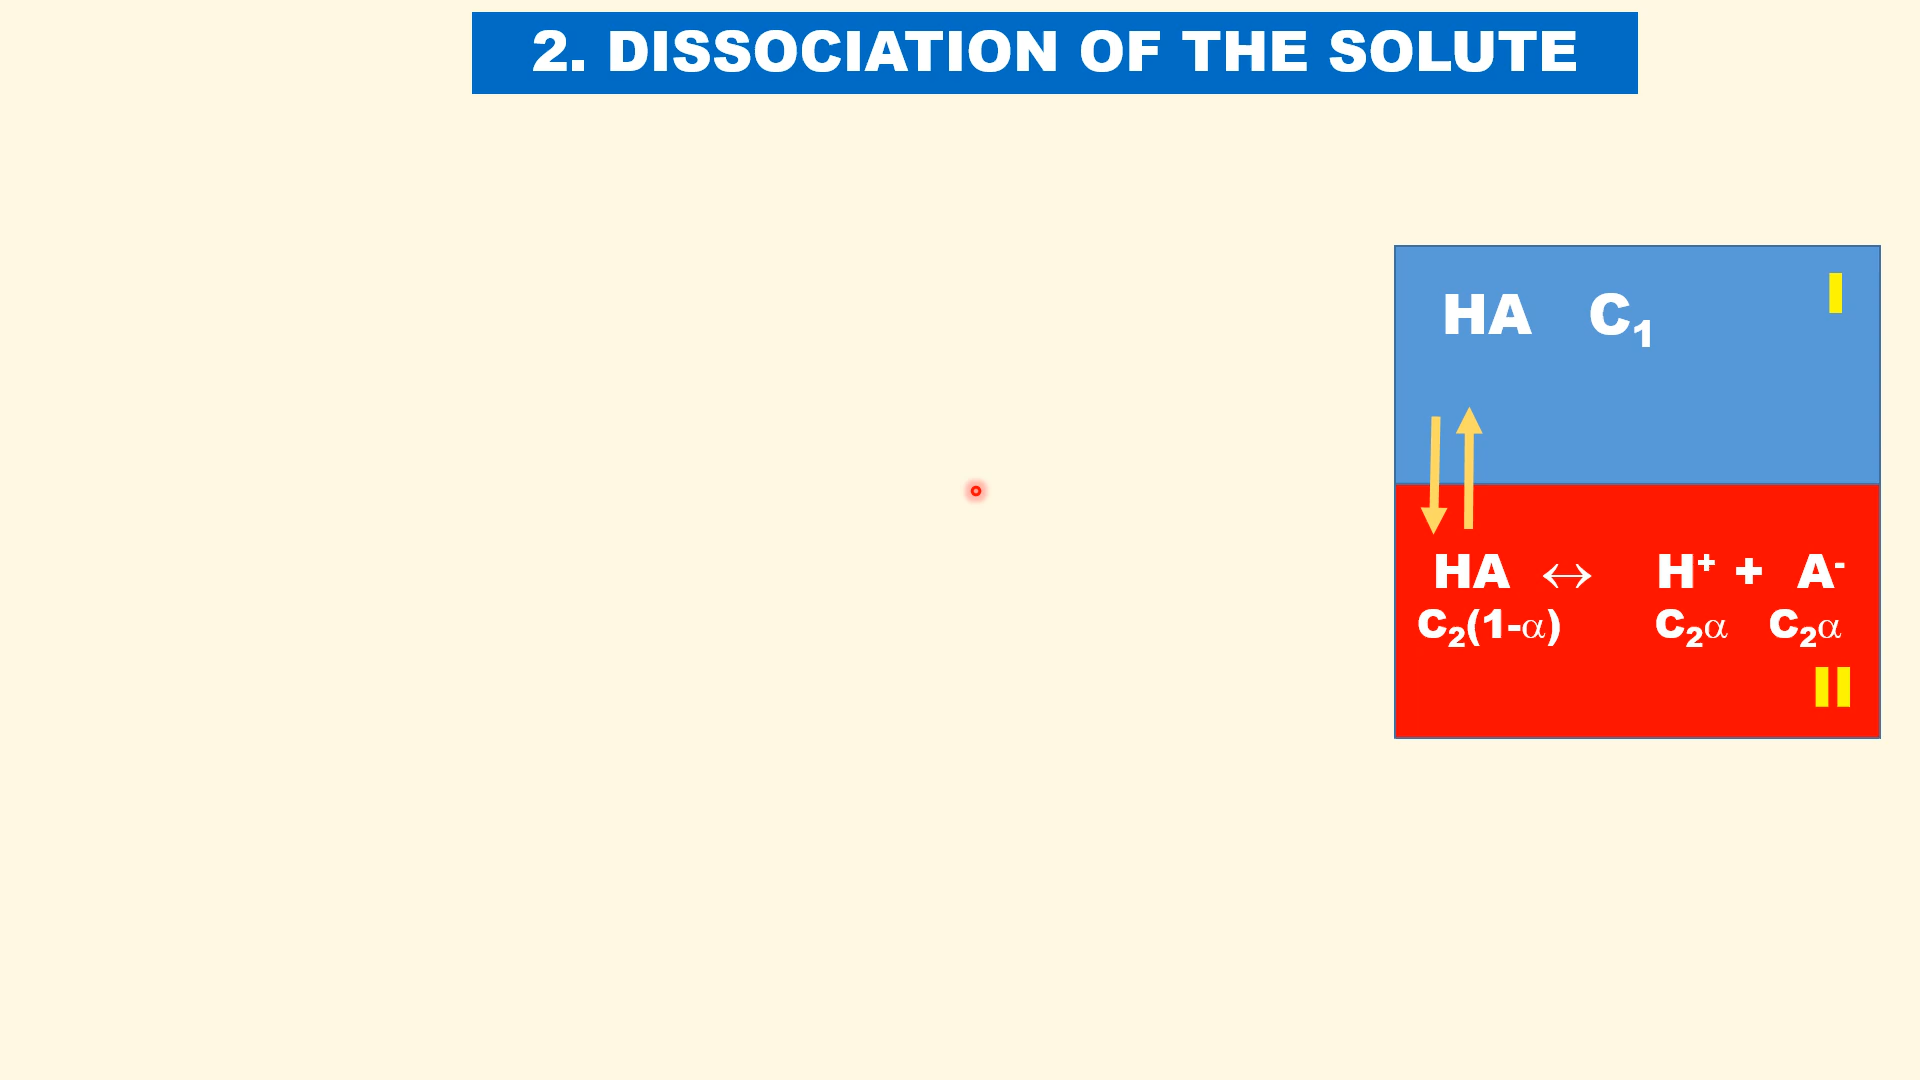 2. DISSOCIATION OF THE SOLUTE
I
HA C₁
HA ↔ H⁺ + A⁻
C₂(1-α) C₂α C₂α
II